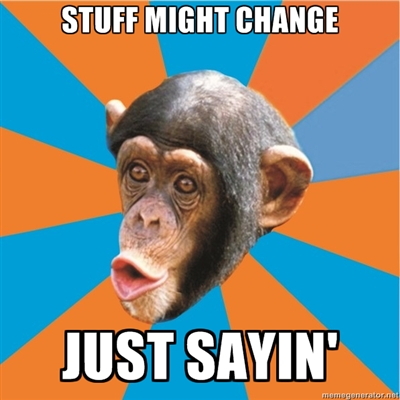 STUFF MIGHT CHANGE
JUST SAYIN'
memegenerator.net